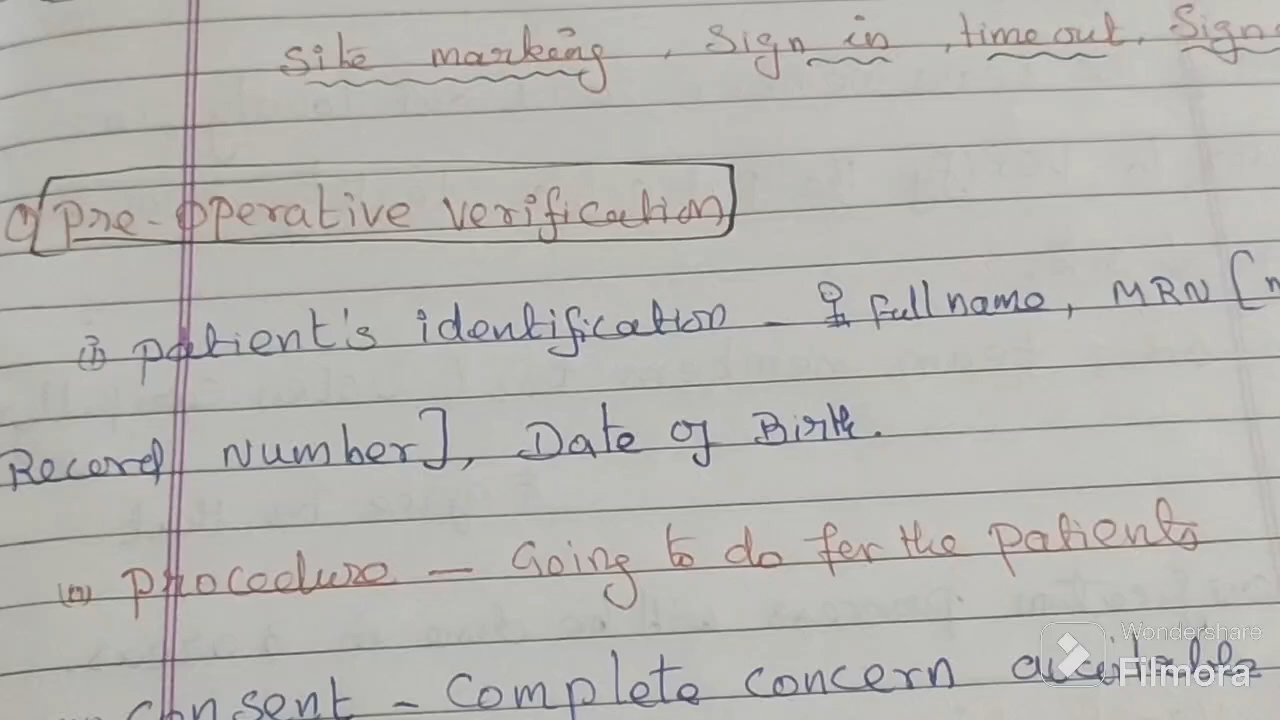 Site marking, Sign in, time out, Sign
Pre-operative verification
i) patient's identification - Full name, MRN [
Record Number], Date of Birth.
Procedure - Going to do for the patients
Consent - Complete concern
Wondershare
Filmora